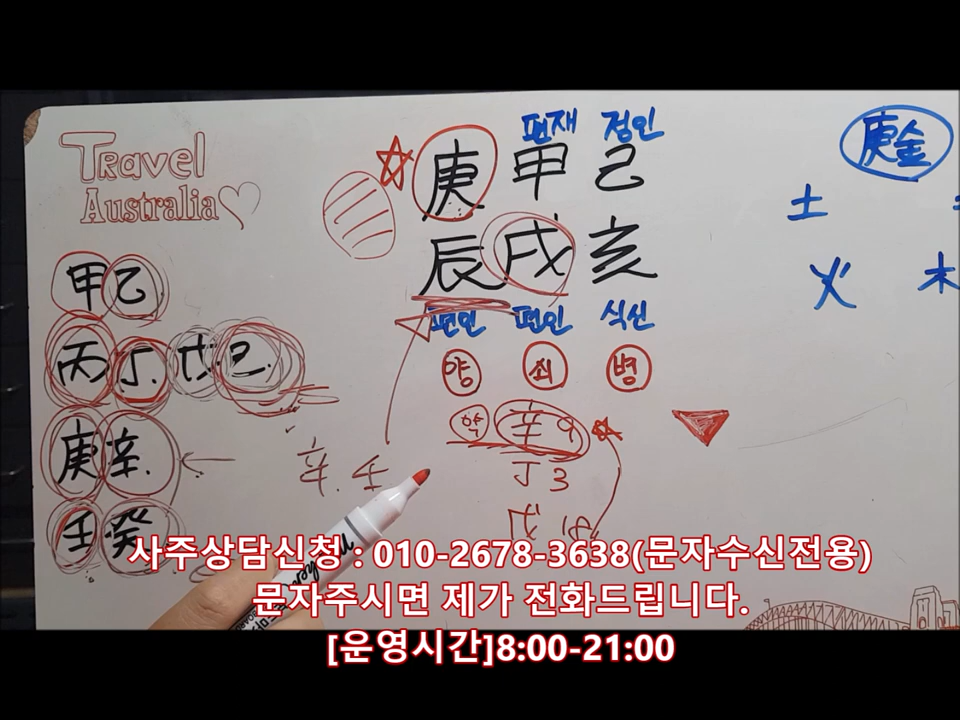 Travel
Australia
편재 정인
庚 甲 己
辰 戌 亥
편인 편인 식신
양 쇠 병
辛 9
丁 3
戊 18
甲 乙
丙 丁. 戊 己.
庚 辛.
壬 癸
辛. 壬
庚金
土
火 木
사주상담신청 : 010-2678-3638(문자수신전용)
문자주시면 제가 전화드립니다.
[운영시간]8:00-21:00